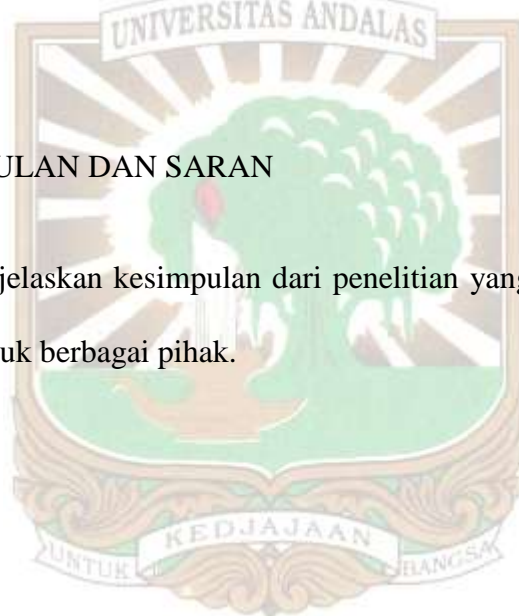 UNIVERSITAS ANDALAS
ULAN DAN SARAN
jelaskan kesimpulan dari penelitian yang
uk berbagai pihak.
KEDJAJAAN
UNTUK BANGSA